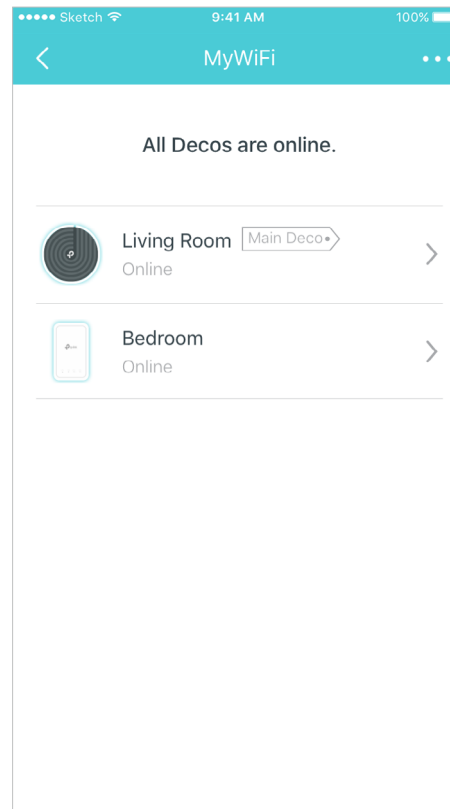 ●●●●● Sketch 9:41 AM 100%
MyWiFi
All Decos are online.
Living Room Main Deco
Online
Bedroom
Online